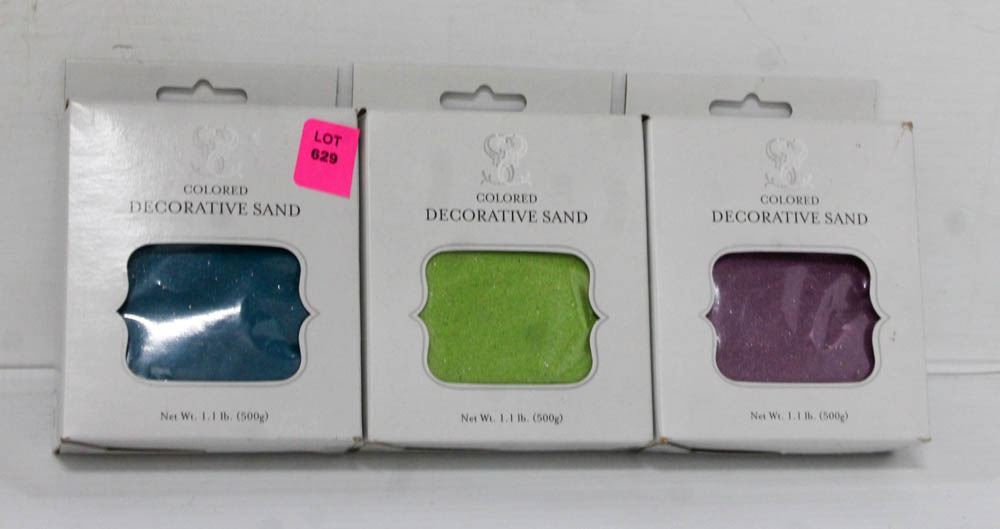 LOT
629
COLORED
DECORATIVE SAND
Net Wt. 1.1 lb. (500g)
COLORED
DECORATIVE SAND
Net Wt. 1.1 lb. (500g)
COLORED
DECORATIVE SAND
Net Wt. 1.1 lb. (500g)